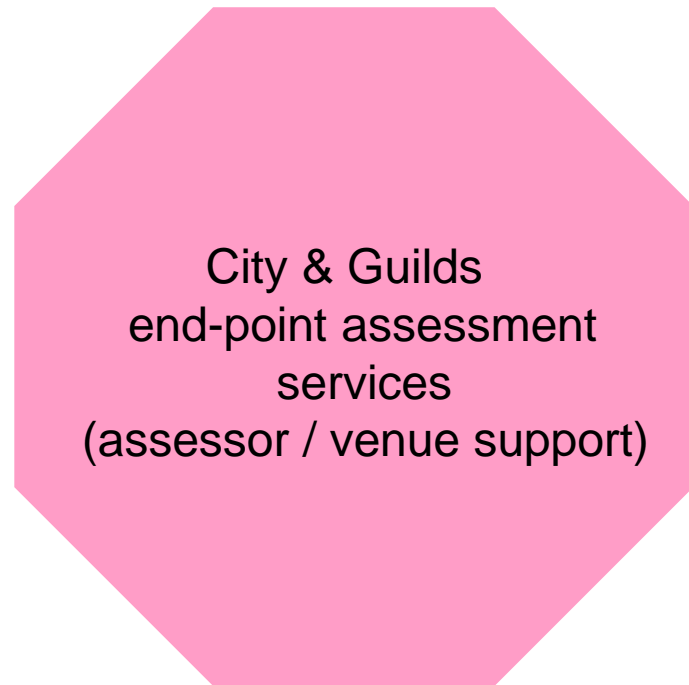 City & Guilds
end-point assessment
services
(assessor / venue support)